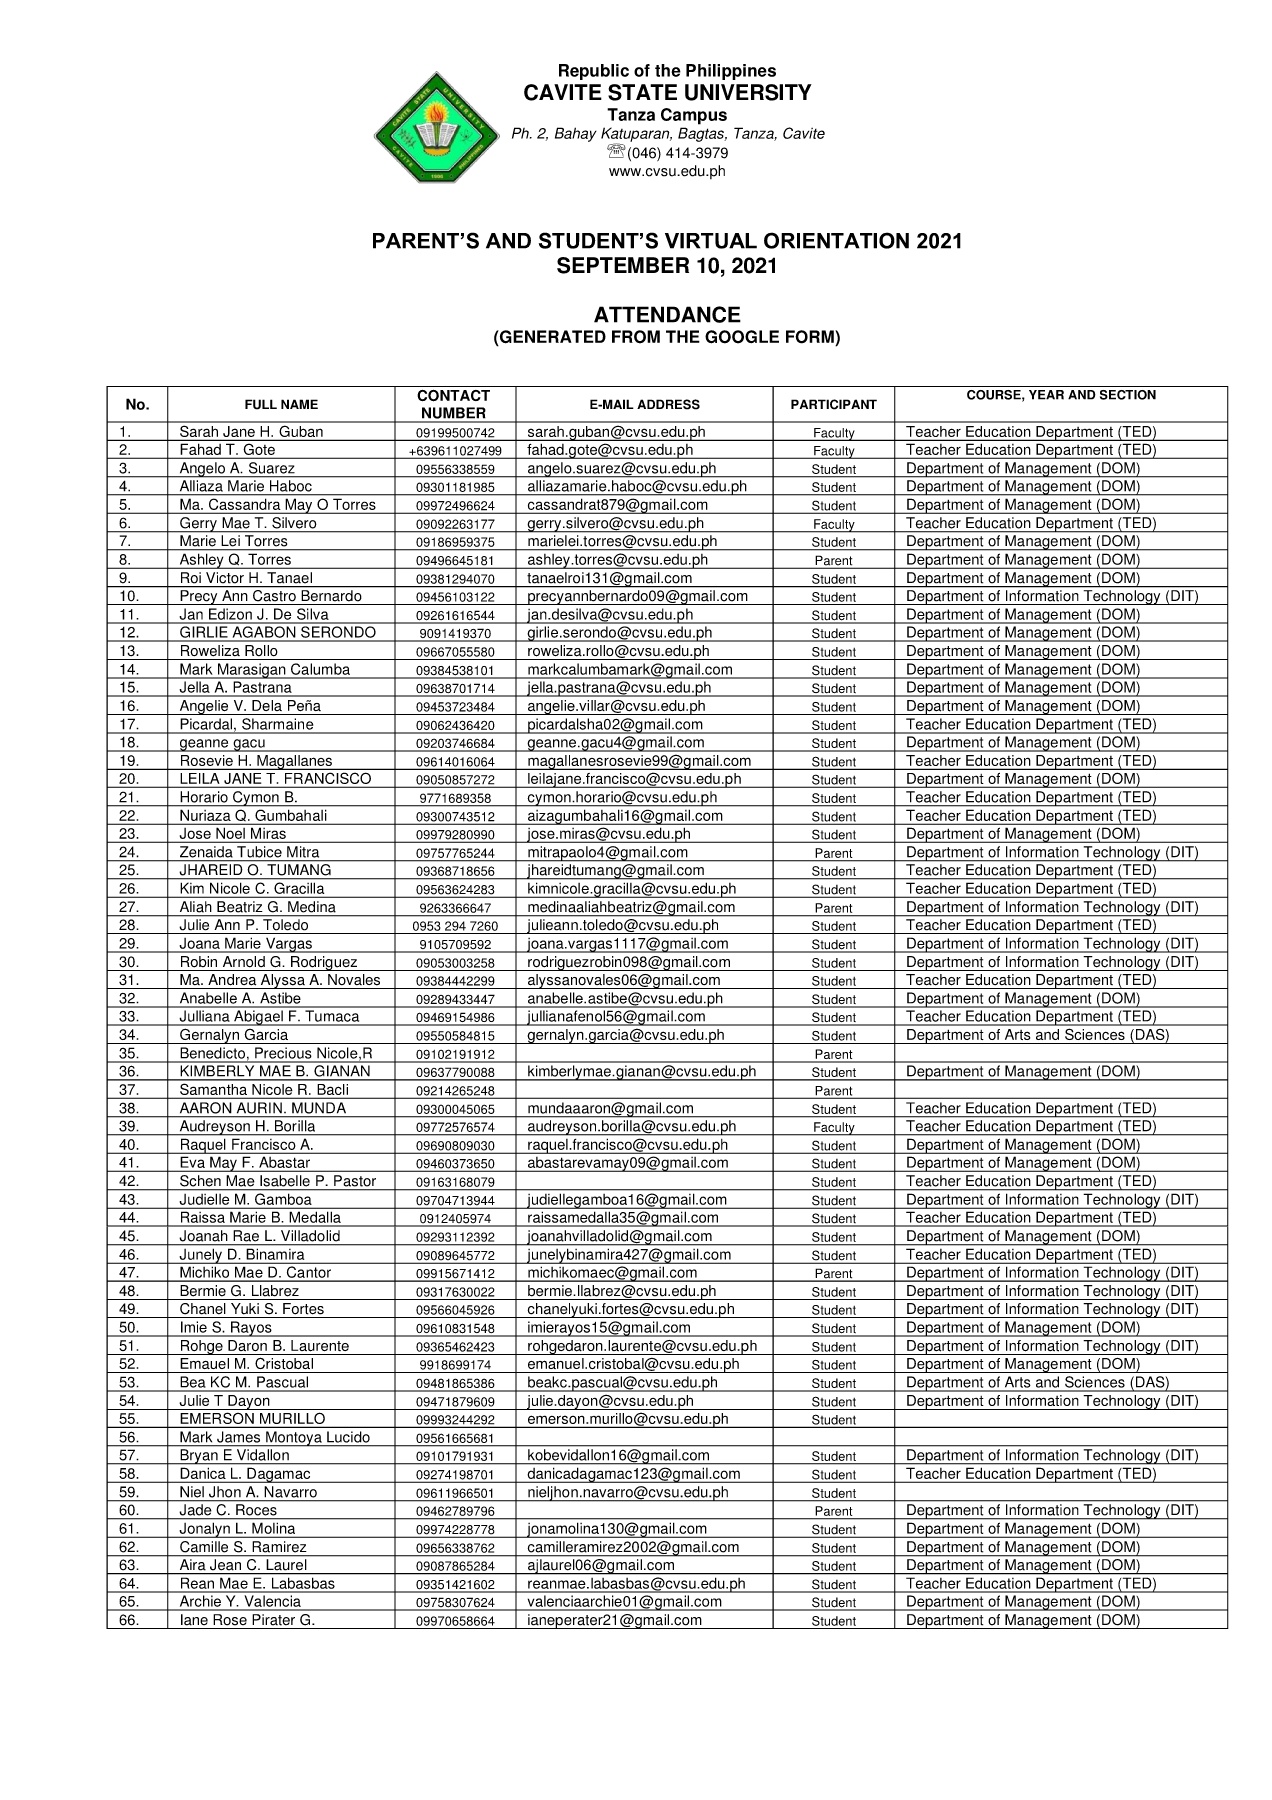 Republic of the Philippines
CAVITE STATE UNIVERSITY
Tanza Campus
Ph. 2, Bahay Katuparan, Bagtas, Tanza, Cavite
☏(046) 414-3979
www.cvsu.edu.ph
CAVITE STATE UNIVERSITY
CAVITE PHILIPPINES
1906
PARENT’S AND STUDENT’S VIRTUAL ORIENTATION 2021
SEPTEMBER 10, 2021
ATTENDANCE
(GENERATED FROM THE GOOGLE FORM)
No. FULL NAME CONTACT NUMBER E-MAIL ADDRESS PARTICIPANT COURSE, YEAR AND SECTION
1. Sarah Jane H. Guban 09199500742 sarah.guban@cvsu.edu.ph Faculty Teacher Education Department (TED)
2. Fahad T. Gote +639611027499 fahad.gote@cvsu.edu.ph Faculty Teacher Education Department (TED)
3. Angelo A. Suarez 09556338559 angelo.suarez@cvsu.edu.ph Student Department of Management (DOM)
4. Alliaza Marie Haboc 09301181985 alliazamarie.haboc@cvsu.edu.ph Student Department of Management (DOM)
5. Ma. Cassandra May O Torres 09972496624 cassandrat879@gmail.com Student Department of Management (DOM)
6. Gerry Mae T. Silvero 09092263177 gerry.silvero@cvsu.edu.ph Faculty Teacher Education Department (TED)
7. Marie Lei Torres 09186959375 marielei.torres@cvsu.edu.ph Student Department of Management (DOM)
8. Ashley Q. Torres 09496645181 ashley.torres@cvsu.edu.ph Parent Department of Management (DOM)
9. Roi Victor H. Tanael 09381294070 tanaelroi131@gmail.com Student Department of Management (DOM)
10. Precy Ann Castro Bernardo 09456103122 precyannbernardo09@gmail.com Student Department of Information Technology (DIT)
11. Jan Edizon J. De Silva 09261616544 jan.desilva@cvsu.edu.ph Student Department of Management (DOM)
12. GIRLIE AGABON SERONDO 9091419370 girlie.serondo@cvsu.edu.ph Student Department of Management (DOM)
13. Roweliza Rollo 09667055580 roweliza.rollo@cvsu.edu.ph Student Department of Management (DOM)
14. Mark Marasigan Calumba 09384538101 markcalumbamark@gmail.com Student Department of Management (DOM)
15. Jella A. Pastrana 09638701714 jella.pastrana@cvsu.edu.ph Student Department of Management (DOM)
16. Angelie V. Dela Peña 09453723484 angelie.villar@cvsu.edu.ph Student Department of Management (DOM)
17. Picardal, Sharmaine 09062436420 picardalsha02@gmail.com Student Teacher Education Department (TED)
18. geanne gacu 09203746684 geanne.gacu4@gmail.com Student Department of Management (DOM)
19. Rosevie H. Magallanes 09614016064 magallanesrosevie99@gmail.com Student Teacher Education Department (TED)
20. LEILA JANE T. FRANCISCO 09050857272 leilajane.francisco@cvsu.edu.ph Student Department of Management (DOM)
21. Horario Cymon B. 9771689358 cymon.horario@cvsu.edu.ph Student Teacher Education Department (TED)
22. Nuriaza Q. Gumbahali 09300743512 aizagumbahali16@gmail.com Student Teacher Education Department (TED)
23. Jose Noel Miras 09979280990 jose.miras@cvsu.edu.ph Student Department of Management (DOM)
24. Zenaida Tubice Mitra 09757765244 mitrapaolo4@gmail.com Parent Department of Information Technology (DIT)
25. JHAREID O. TUMANG 09368718656 jhareidtumang@gmail.com Student Teacher Education Department (TED)
26. Kim Nicole C. Gracilla 09563624283 kimnicole.gracilla@cvsu.edu.ph Student Teacher Education Department (TED)
27. Aliah Beatriz G. Medina 9263366647 medinaaliahbeatriz@gmail.com Parent Department of Information Technology (DIT)
28. Julie Ann P. Toledo 0953 294 7260 julieann.toledo@cvsu.edu.ph Student Teacher Education Department (TED)
29. Joana Marie Vargas 9105709592 joana.vargas1117@gmail.com Student Department of Information Technology (DIT)
30. Robin Arnold G. Rodriguez 09053003258 rodriguezrobin098@gmail.com Student Department of Information Technology (DIT)
31. Ma. Andrea Alyssa A. Novales 09384442299 alyssanovales06@gmail.com Student Teacher Education Department (TED)
32. Anabelle A. Astibe 09289433447 anabelle.astibe@cvsu.edu.ph Student Department of Management (DOM)
33. Julliana Abigael F. Tumaca 09469154986 jullianafenol56@gmail.com Student Teacher Education Department (TED)
34. Gernalyn Garcia 09550584815 gernalyn.garcia@cvsu.edu.ph Student Department of Arts and Sciences (DAS)
35. Benedicto, Precious Nicole,R 09102191912 Parent
36. KIMBERLY MAE B. GIANAN 09637790088 kimberlymae.gianan@cvsu.edu.ph Student Department of Management (DOM)
37. Samantha Nicole R. Bacli 09214265248 Parent
38. AARON AURIN. MUNDA 09300045065 mundaaaron@gmail.com Student Teacher Education Department (TED)
39. Audreyson H. Borilla 09772576574 audreyson.borilla@cvsu.edu.ph Faculty Teacher Education Department (TED)
40. Raquel Francisco A. 09690809030 raquel.francisco@cvsu.edu.ph Student Department of Management (DOM)
41. Eva May F. Abastar 09460373650 abastarevamay09@gmail.com Student Department of Management (DOM)
42. Schen Mae Isabelle P. Pastor 09163168079 Student Teacher Education Department (TED)
43. Judielle M. Gamboa 09704713944 judiellegamboa16@gmail.com Student Department of Information Technology (DIT)
44. Raissa Marie B. Medalla 0912405974 raissamedalla35@gmail.com Student Teacher Education Department (TED)
45. Joanah Rae L. Villadolid 09293112392 joanahvilladolid@gmail.com Student Department of Management (DOM)
46. Junely D. Binamira 09089645772 junelybinamira427@gmail.com Student Teacher Education Department (TED)
47. Michiko Mae D. Cantor 09915671412 michikomaec@gmail.com Parent Department of Information Technology (DIT)
48. Bermie G. Llabrez 09317630022 bermie.llabrez@cvsu.edu.ph Student Department of Information Technology (DIT)
49. Chanel Yuki S. Fortes 09566045926 chanelyuki.fortes@cvsu.edu.ph Student Department of Information Technology (DIT)
50. Imie S. Rayos 09610831548 imierayos15@gmail.com Student Department of Management (DOM)
51. Rohge Daron B. Laurente 09365462423 rohgedaron.laurente@cvsu.edu.ph Student Department of Information Technology (DIT)
52. Emauel M. Cristobal 9918699174 emanuel.cristobal@cvsu.edu.ph Student Department of Management (DOM)
53. Bea KC M. Pascual 09481865386 beakc.pascual@cvsu.edu.ph Student Department of Arts and Sciences (DAS)
54. Julie T Dayon 09471879609 julie.dayon@cvsu.edu.ph Student Department of Information Technology (DIT)
55. EMERSON MURILLO 09993244292 emerson.murillo@cvsu.edu.ph Student
56. Mark James Montoya Lucido 09561665681
57. Bryan E Vidallon 09101791931 kobevidallon16@gmail.com Student Department of Information Technology (DIT)
58. Danica L. Dagamac 09274198701 danicadagamac123@gmail.com Student Teacher Education Department (TED)
59. Niel Jhon A. Navarro 09611966501 nieljhon.navarro@cvsu.edu.ph Student
60. Jade C. Roces 09462789796 Parent Department of Information Technology (DIT)
61. Jonalyn L. Molina 09974228778 jonamolina130@gmail.com Student Department of Management (DOM)
62. Camille S. Ramirez 09656338762 camilleramirez2002@gmail.com Student Department of Management (DOM)
63. Aira Jean C. Laurel 09087865284 ajlaurel06@gmail.com Student Department of Management (DOM)
64. Rean Mae E. Labasbas 09351421602 reanmae.labasbas@cvsu.edu.ph Student Teacher Education Department (TED)
65. Archie Y. Valencia 09758307624 valenciaarchie01@gmail.com Student Department of Management (DOM)
66. Iane Rose Pirater G. 09970658664 ianeperater21@gmail.com Student Department of Management (DOM)